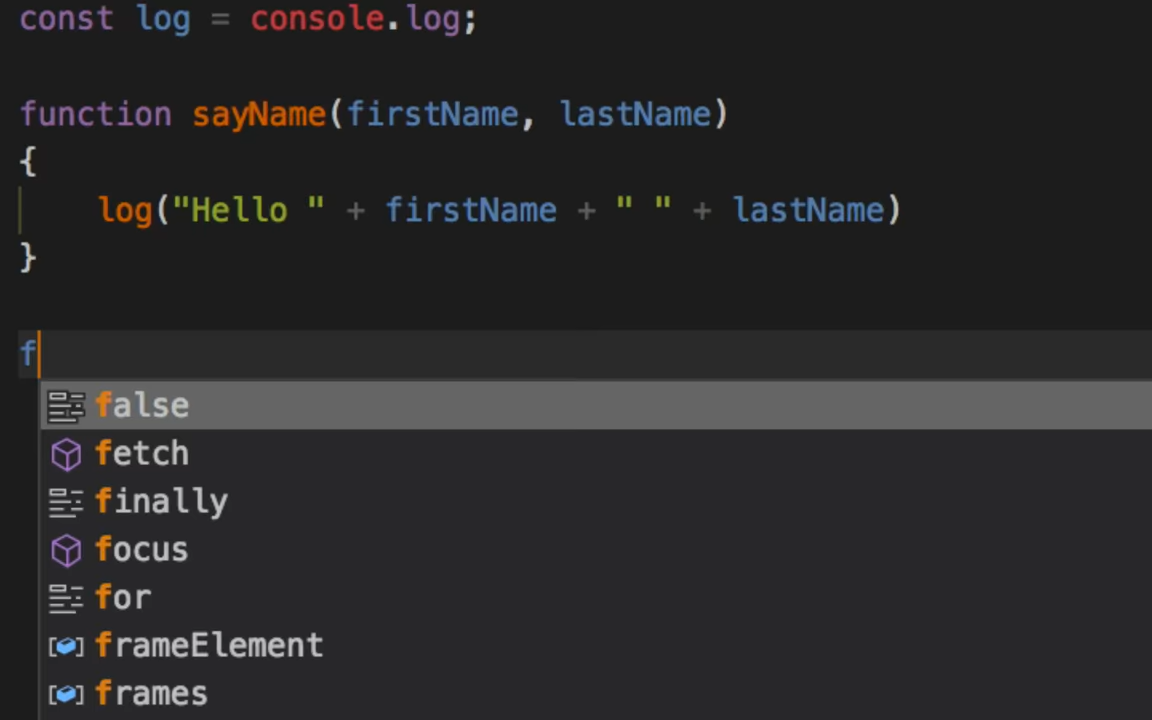 const log = console.log;
function sayName(firstName, lastName)
{
log("Hello " + firstName + " " + lastName)
}
f
false
fetch
finally
focus
for
frameElement
frames